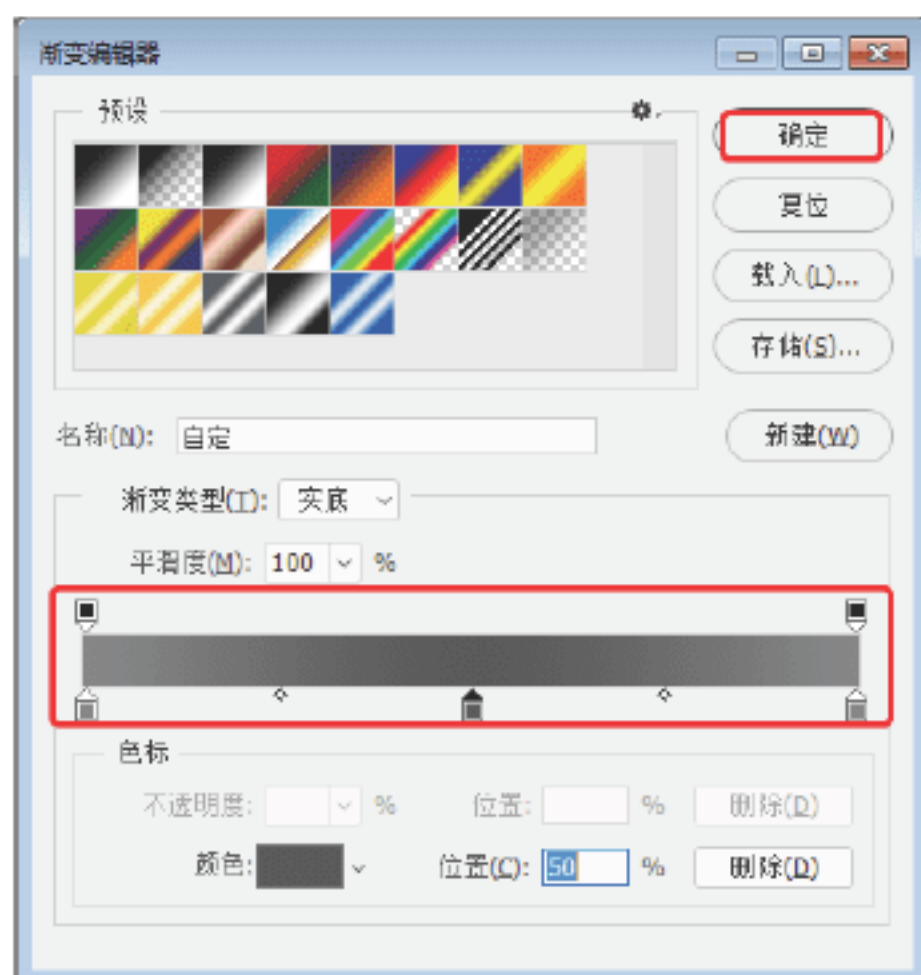 渐变编辑器
预设
确定
复位
载入(L)...
存储(S)...
名称(N): 自定
新建(W)
渐变类型(T): 实底
平滑度(M): 100 %
色标
不透明度: % 位置: % 删除(D)
颜色: 位置(C): 50 % 删除(D)